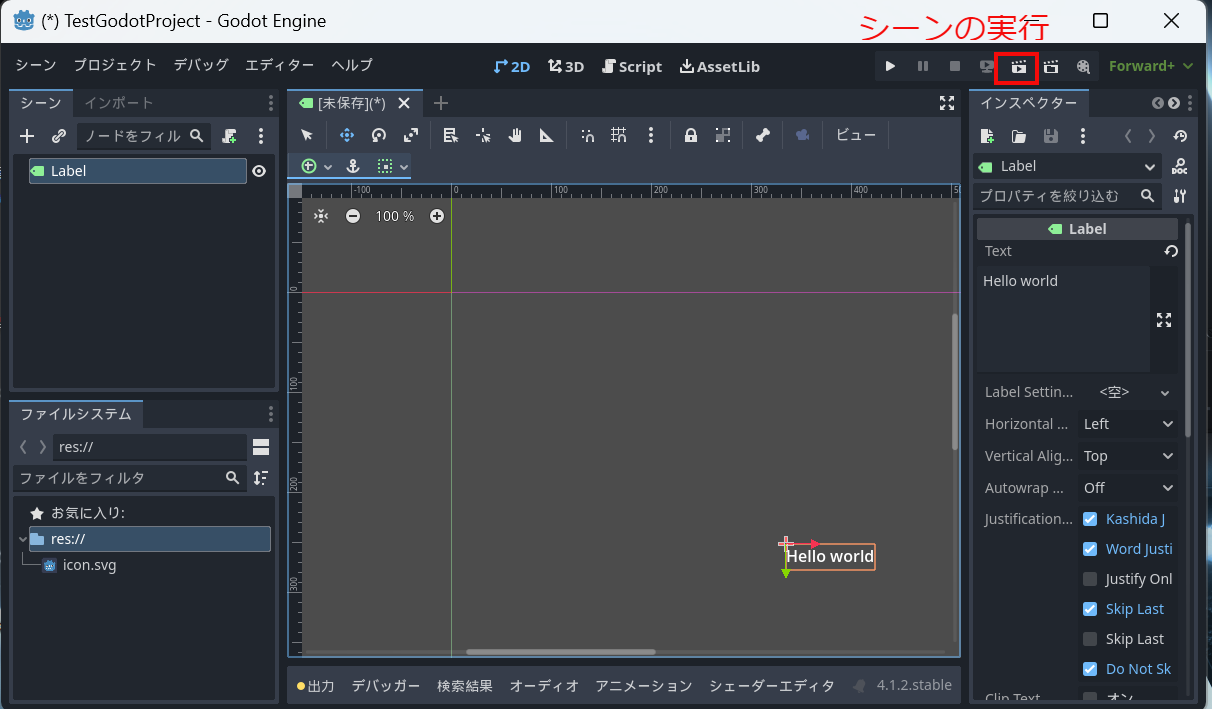 (*) TestGodotProject - Godot Engine
シーンの実行
シーン プロジェクト デバッグ エディター ヘルプ
2D 3D Script AssetLib
Forward+
シーン インポート
ノードをフィル
Label
[未保存](*)
ビュー
-100 0 100 200 300 400 50
100 %
0
100
200
300
Hello world
インスペクター
Label
DOC
プロパティを絞り込む
Label
Text
Hello world
Label Settin... <空>
Horizontal ... Left
Vertical Alig... Top
Autowrap ... Off
Justification... Kashida J
Word Justi
Justify Onl
Skip Last
Skip Last
Do Not Sk
Clip Text オン
ファイルシステム
res://
ファイルをフィルタ
お気に入り:
res://
icon.svg
出力 デバッガー 検索結果 オーディオ アニメーション シェーダーエディタ 4.1.2.stable